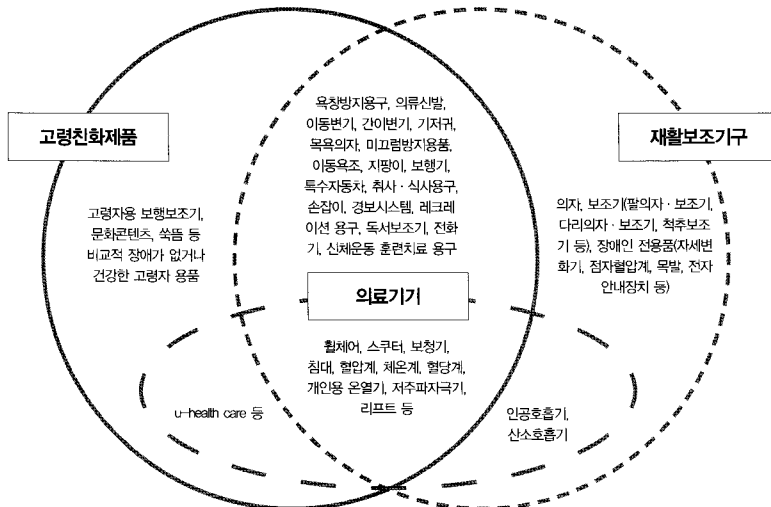 고령친화제품
재활보조기구
욕창방지용구, 의류신발,
이동변기, 간이변기, 기저귀,
목욕의자, 미끄럼방지용품,
이동욕조, 지팡이, 보행기,
특수자동차, 취사·식사용구,
손잡이, 경보시스템, 레크레
이션 용구, 독서보조기, 전화
기, 신체운동 훈련치료 용구
고령자용 보행보조기,
문화콘텐츠, 쑥뜸 등
비교적 장애가 없거나
건강한 고령자 용품
의자, 보조기(팔의자·보조기,
다리의자·보조기, 척추보조
기 등), 장애인 전용품(자세변
화기, 점자혈압계, 목발, 전자
안내장치 등)
의료기기
휠체어, 스쿠터, 보청기,
침대, 혈압계, 체온계, 혈당계,
개인용 온열기, 저주파자극기,
리프트 등
u-health care 등
인공호흡기,
산소호흡기